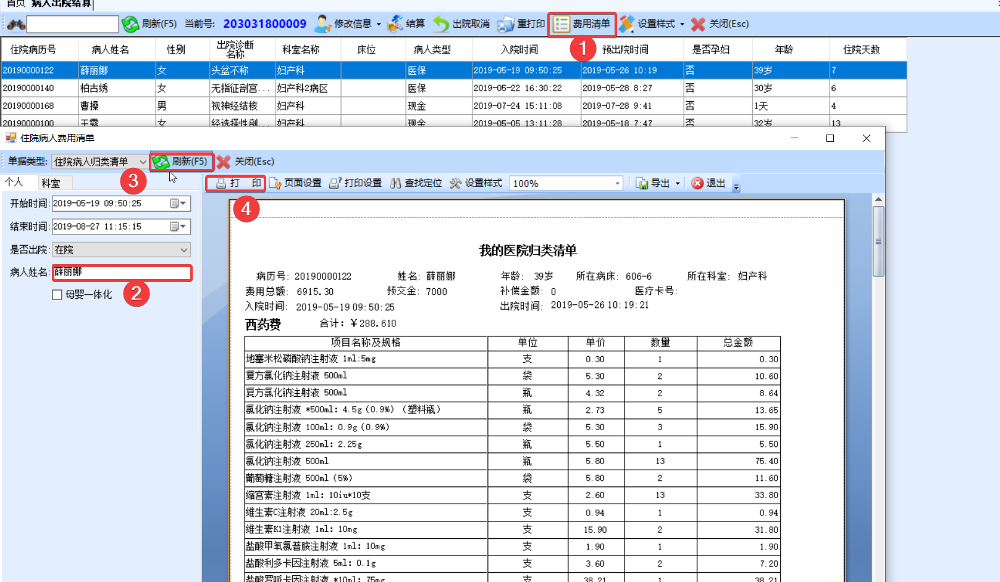 首页 病人出院结算
刷新(F5) 当前号: 203031800009 修改信息 结算 出院取消 重打印 费用清单 设置样式 关闭(Esc)
1
住院病历号 病人姓名 性别 出院诊断名称 科室名称 床位 病人类型 入院时间 预出院时间 是否孕妇 年龄 住院天数
20190000122 薛丽娜 女 头盆不称 妇产科 医保 2019-05-19 09:50:25 2019-05-26 10:19 否 39岁 7
20190000140 柏古绣 女 无指征剖宫... 妇产科2病区 医保 2019-05-22 16:30:22 2019-05-28 8:27 否 30岁 6
20190000168 曹操 男 视神经结核 妇产科 现金 2019-07-24 15:11:08 2019-07-28 9:41 否 1天 4
20190000100 王露 女 经选择性剖... 妇产科 现金 2019-05-05 13:11:28 2019-05-18 7:47 否 32岁 13
住院病人费用清单
单据类型: 住院病人归类清单 刷新(F5) 关闭(Esc)
3
个人 科室
打 印 页面设置 打印设置 查找定位 设置样式 100% 导出 退出
4
开始时间: 2019-05-19 09:50:25
结束时间: 2019-08-27 11:15:15
是否出院: 在院
病人姓名: 薛丽娜
母婴一体化
2
我的医院归类清单
病历号: 20190000122 姓名: 薛丽娜 年龄: 39岁 所在病床: 606-6 所在科室: 妇产科
费用总额: 6915.30 预交金: 7000 补偿金额: 0 医疗卡号:
入院时间: 2019-05-19 09:50:25 出院时间: 2019-05-26 10:19:21
西药费 合计: ￥288.610
项目名称及规格 单位 单价 数量 总金额
地塞米松磷酸钠注射液 1ml:5mg 支 0.30 1 0.30
复方氯化钠注射液 500ml 袋 5.30 2 10.60
复方氯化钠注射液 500ml 瓶 4.32 2 8.64
氯化钠注射液 *500ml: 4.5g (0.9%) (塑料瓶) 瓶 2.73 5 13.65
氯化钠注射液 100ml: 0.9g (0.9%) 袋 5.30 3 15.90
氯化钠注射液 250ml: 2.25g 瓶 5.50 1 5.50
氯化钠注射液 500ml 瓶 5.80 13 75.40
葡萄糖注射液 500ml (5%) 袋 5.80 2 11.60
缩宫素注射液 1ml: 10iu*10支 支 2.60 13 33.80
维生素C注射液 20ml:2.5g 支 0.94 1 0.94
维生素K1注射液 1ml: 10mg 支 15.90 2 31.80
盐酸甲氧氯普胺注射液 1ml: 10mg 支 1.90 1 1.90
盐酸利多卡因注射液 5ml: 0.1g 支 3.60 2 7.20
盐酸罗哌卡因注射液 *10ml: 75mg 支 38.21 1 38.21